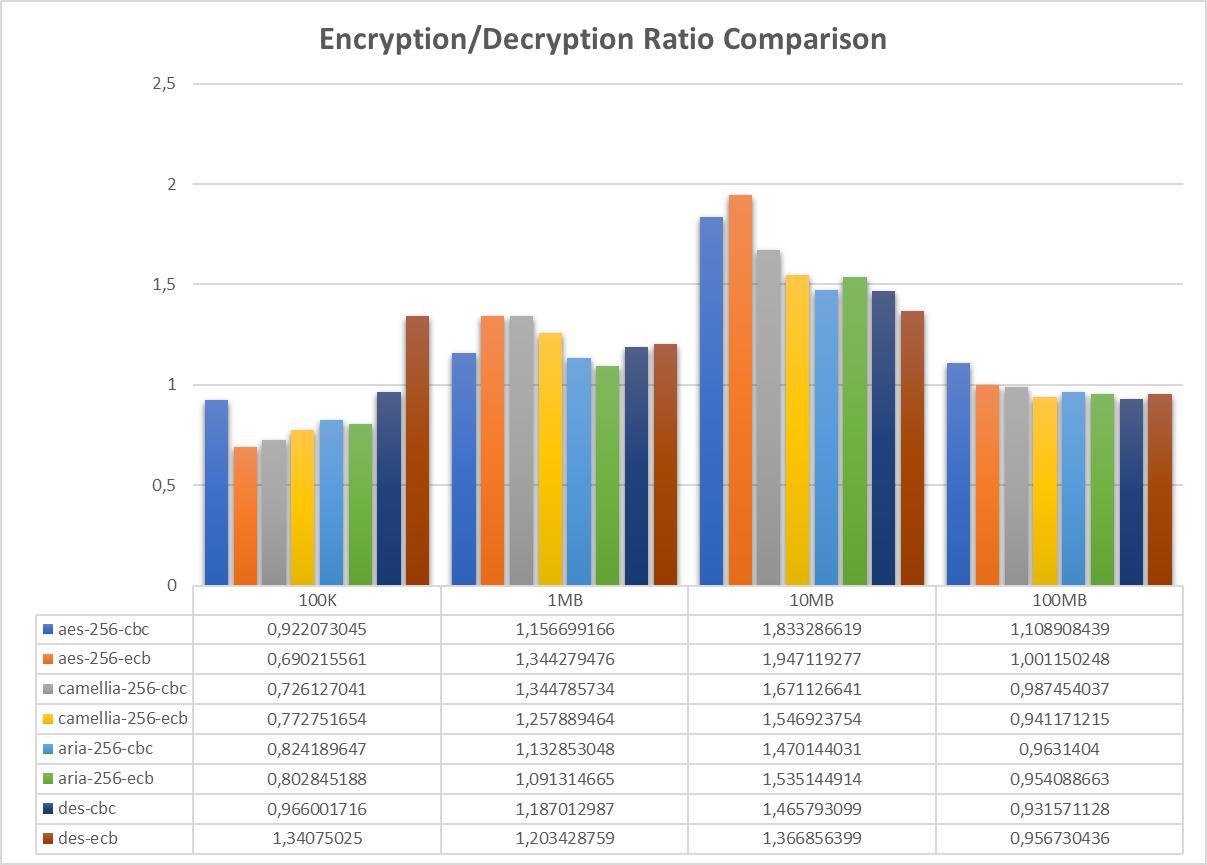 Encryption/Decryption Ratio Comparison
2,5
2
1,5
1
0,5
0
100K 1MB 10MB 100MB
aes-256-cbc 0,922073045 1,156699166 1,833286619 1,108908439
aes-256-ecb 0,690215561 1,344279476 1,947119277 1,001150248
camellia-256-cbc 0,726127041 1,344785734 1,671126641 0,987454037
camellia-256-ecb 0,772751654 1,257889464 1,546923754 0,941171215
aria-256-cbc 0,824189647 1,132853048 1,470144031 0,9631404
aria-256-ecb 0,802845188 1,091314665 1,535144914 0,954088663
des-cbc 0,966001716 1,187012987 1,465793099 0,931571128
des-ecb 1,34075025 1,203428759 1,366856399 0,956730436